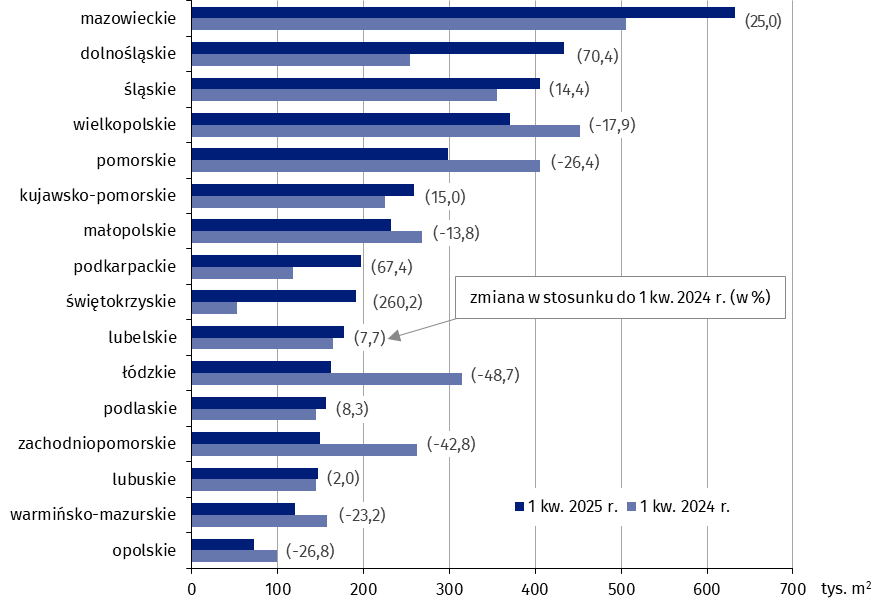 mazowieckie (25,0)
dolnośląskie (70,4)
śląskie (14,4)
wielkopolskie (-17,9)
pomorskie (-26,4)
kujawsko-pomorskie (15,0)
małopolskie (-13,8)
podkarpackie (67,4)
świętokrzyskie (260,2)
zmiana w stosunku do 1 kw. 2024 r. (w %)
lubelskie (7,7)
łódzkie (-48,7)
podlaskie (8,3)
zachodniopomorskie (-42,8)
lubuskie (2,0)
1 kw. 2025 r. 1 kw. 2024 r.
warmińsko-mazurskie (-23,2)
opolskie (-26,8)
0 100 200 300 400 500 600 700 tys. m²